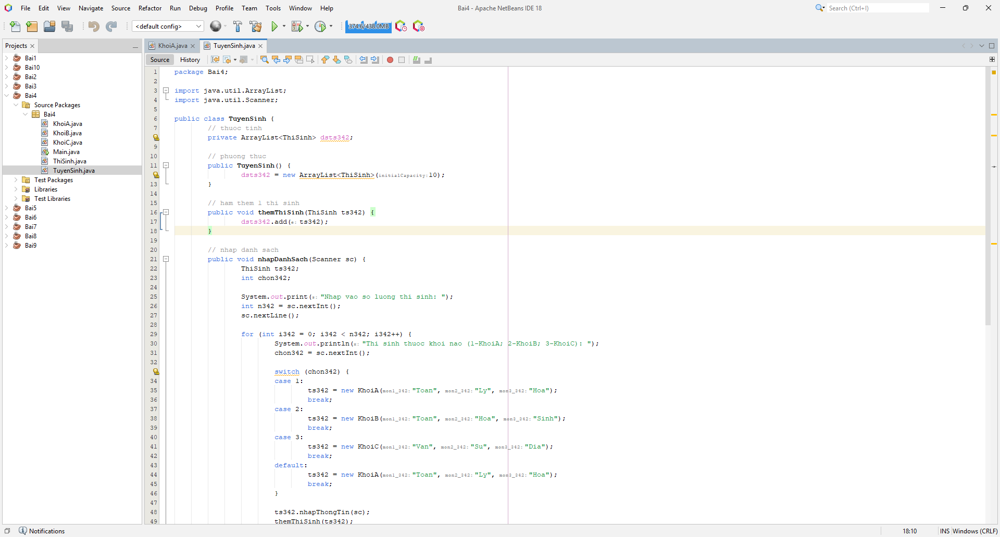 File Edit View Navigate Source Refactor Run Debug Profile Team Tools Window Help Bai4 - Apache NetBeans IDE 18 Search (Ctrl+I)
<default config> 374.6/438.0MB
Projects KhoiA.java TuyenSinh.java
Source History
Bai1
Bai10
Bai2
Bai3
Bai4
Source Packages
Bai4
KhoiA.java
KhoiB.java
KhoiC.java
Main.java
ThiSinh.java
TuyenSinh.java
Test Packages
Libraries
Test Libraries
Bai5
Bai6
Bai7
Bai8
Bai9
1 package Bai4;
2
3 import java.util.ArrayList;
4 import java.util.Scanner;
5
6 public class TuyenSinh {
7 // thuoc tinh
private ArrayList<ThiSinh> dsts342;
9
10 // phuong thuc
11 public TuyenSinh() {
dsts342 = new ArrayList<ThiSinh>(initialCapacity:10);
13 }
14
15 // ham them 1 thi sinh
16 public void themThiSinh(ThiSinh ts342) {
17 dsts342.add(e: ts342);
18 }
19
20 // nhap danh sach
21 public void nhapDanhSach(Scanner sc) {
22 ThiSinh ts342;
23 int chon342;
24
25 System.out.print(s: "Nhap vao so luong thi sinh: ");
26 int n342 = sc.nextInt();
27 sc.nextLine();
28
29 for (int i342 = 0; i342 < n342; i342++) {
30 System.out.println(x: "Thi sinh thuoc khoi nao (1-KhoiA; 2-KhoiB; 3-KhoiC): ");
31 chon342 = sc.nextInt();
32
switch (chon342) {
34 case 1:
35 ts342 = new KhoiA(mon1_342: "Toan", mon2_342: "Ly", mon3_342: "Hoa");
36 break;
37 case 2:
38 ts342 = new KhoiB(mon1_342: "Toan", mon2_342: "Hoa", mon3_342: "Sinh");
39 break;
40 case 3:
41 ts342 = new KhoiC(mon1_342: "Van", mon2_342: "Su", mon3_342: "Dia");
42 break;
43 default:
44 ts342 = new KhoiA(mon1_342: "Toan", mon2_342: "Ly", mon3_342: "Hoa");
45 break;
46 }
47
48 ts342.nhapThongTin(sc);
49 themThiSinh(ts342);
Notifications 18:10 INS Windows (CRLF)